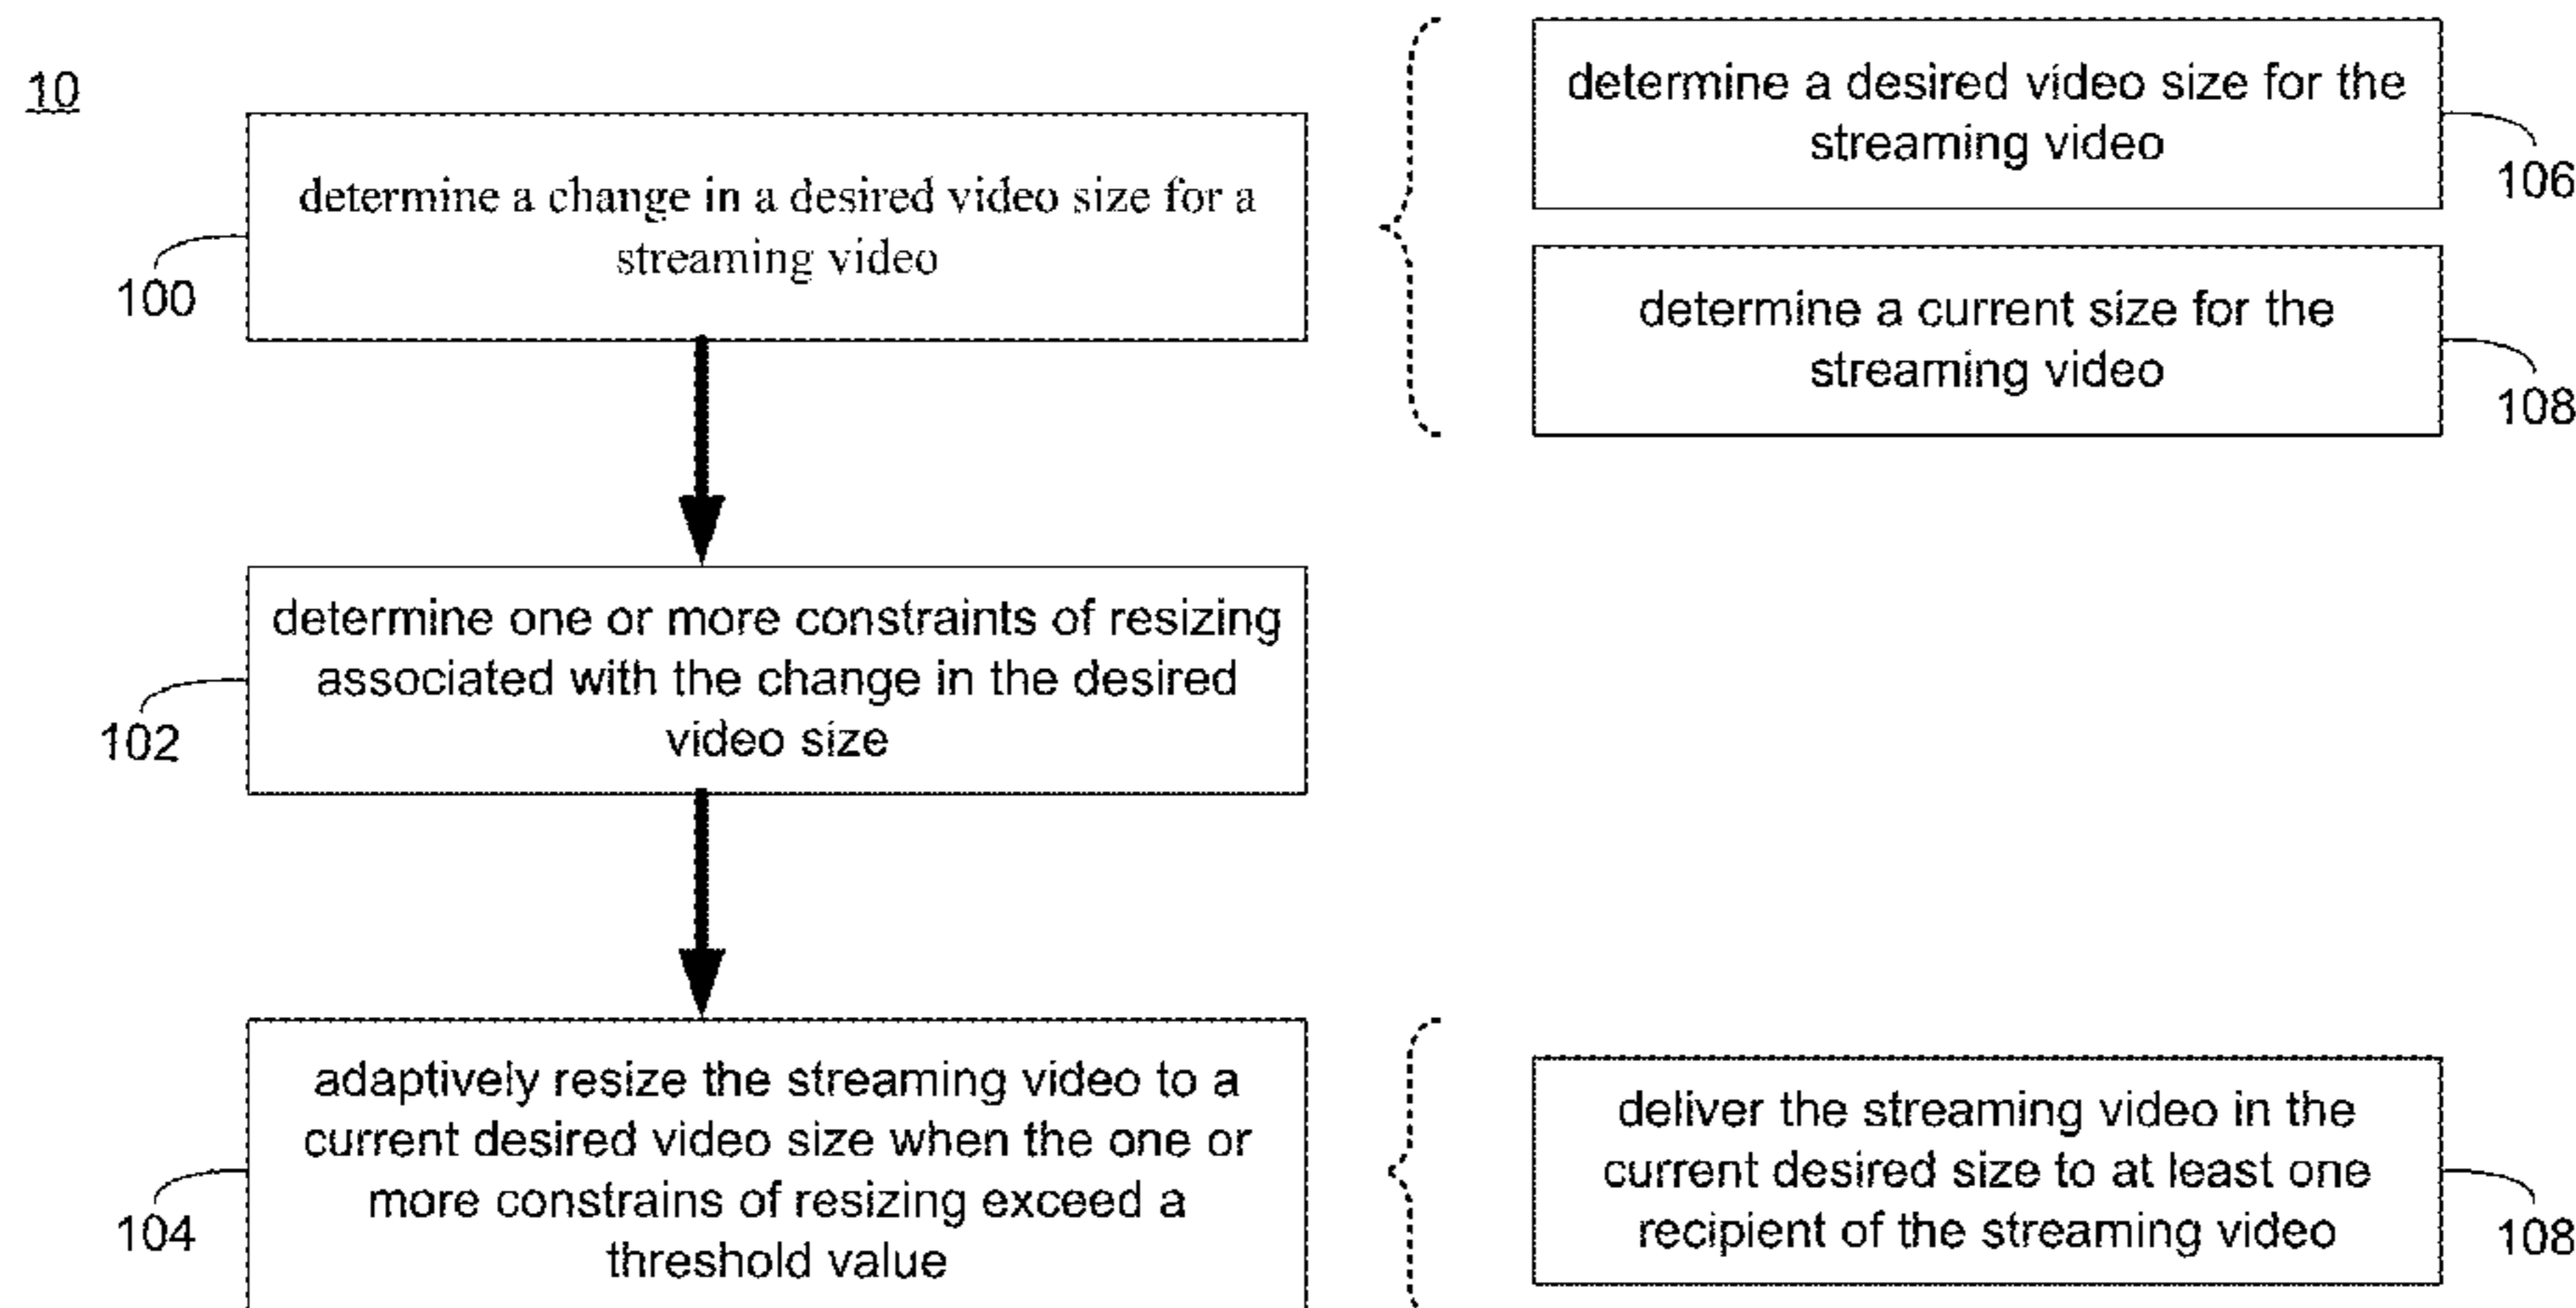 10
determine a change in a desired video size for a
streaming video
100
determine a desired video size for the
streaming video
106
determine a current size for the
streaming video
108
determine one or more constraints of resizing
associated with the change in the desired
video size
102
adaptively resize the streaming video to a
current desired video size when the one or
more constrains of resizing exceed a
threshold value
104
deliver the streaming video in the
current desired size to at least one
recipient of the streaming video
108